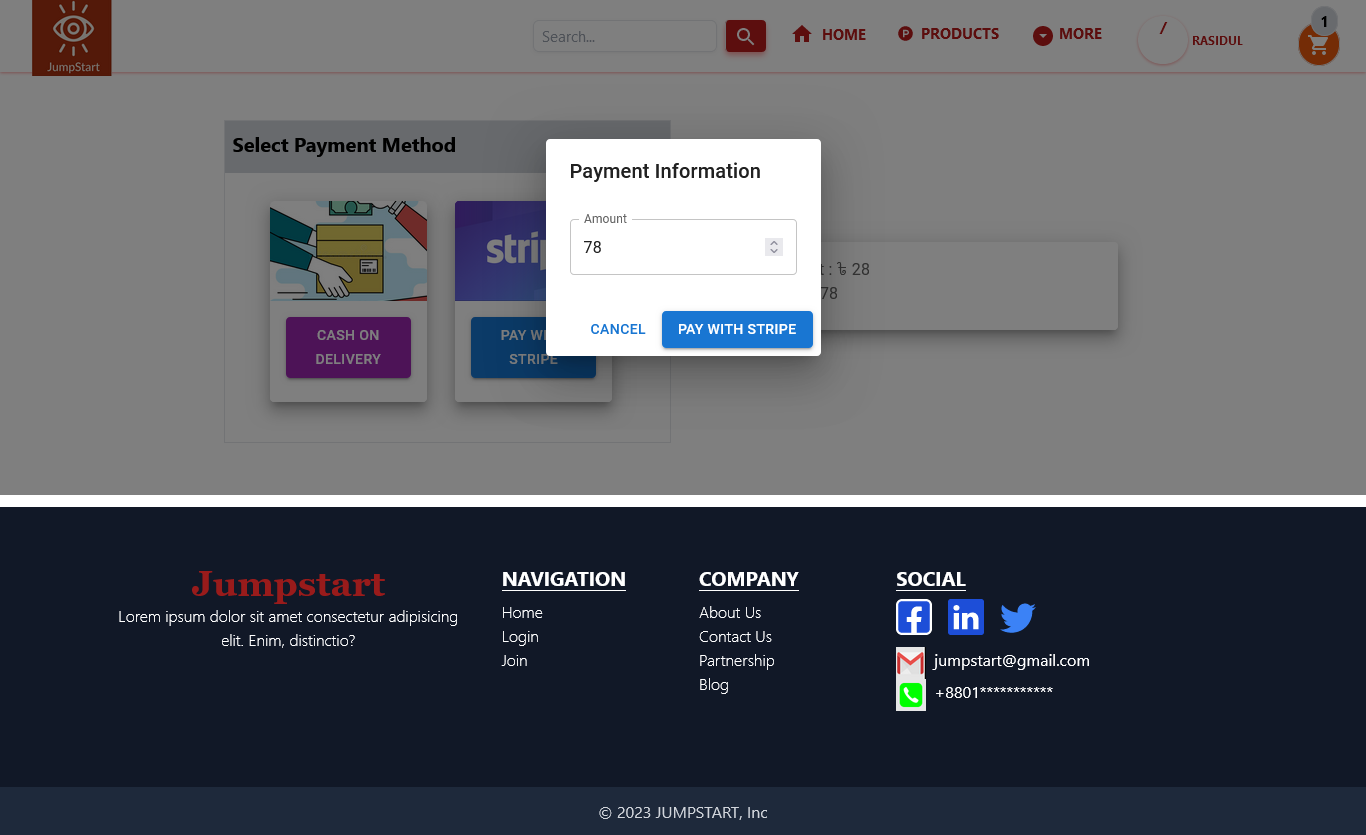 JumpStart
Search...
HOME
PRODUCTS
MORE
RASIDUL
1
Select Payment Method
CASH ON
DELIVERY
PAY
STRIPE
Payment Information
Amount
78
CANCEL
PAY WITH STRIPE
: ৳ 28
78
Jumpstart
Lorem ipsum dolor sit amet consectetur adipisicing
elit. Enim, distinctio?
NAVIGATION
Home
Login
Join
COMPANY
About Us
Contact Us
Partnership
Blog
SOCIAL
jumpstart@gmail.com
+8801***********
© 2023 JUMPSTART, Inc